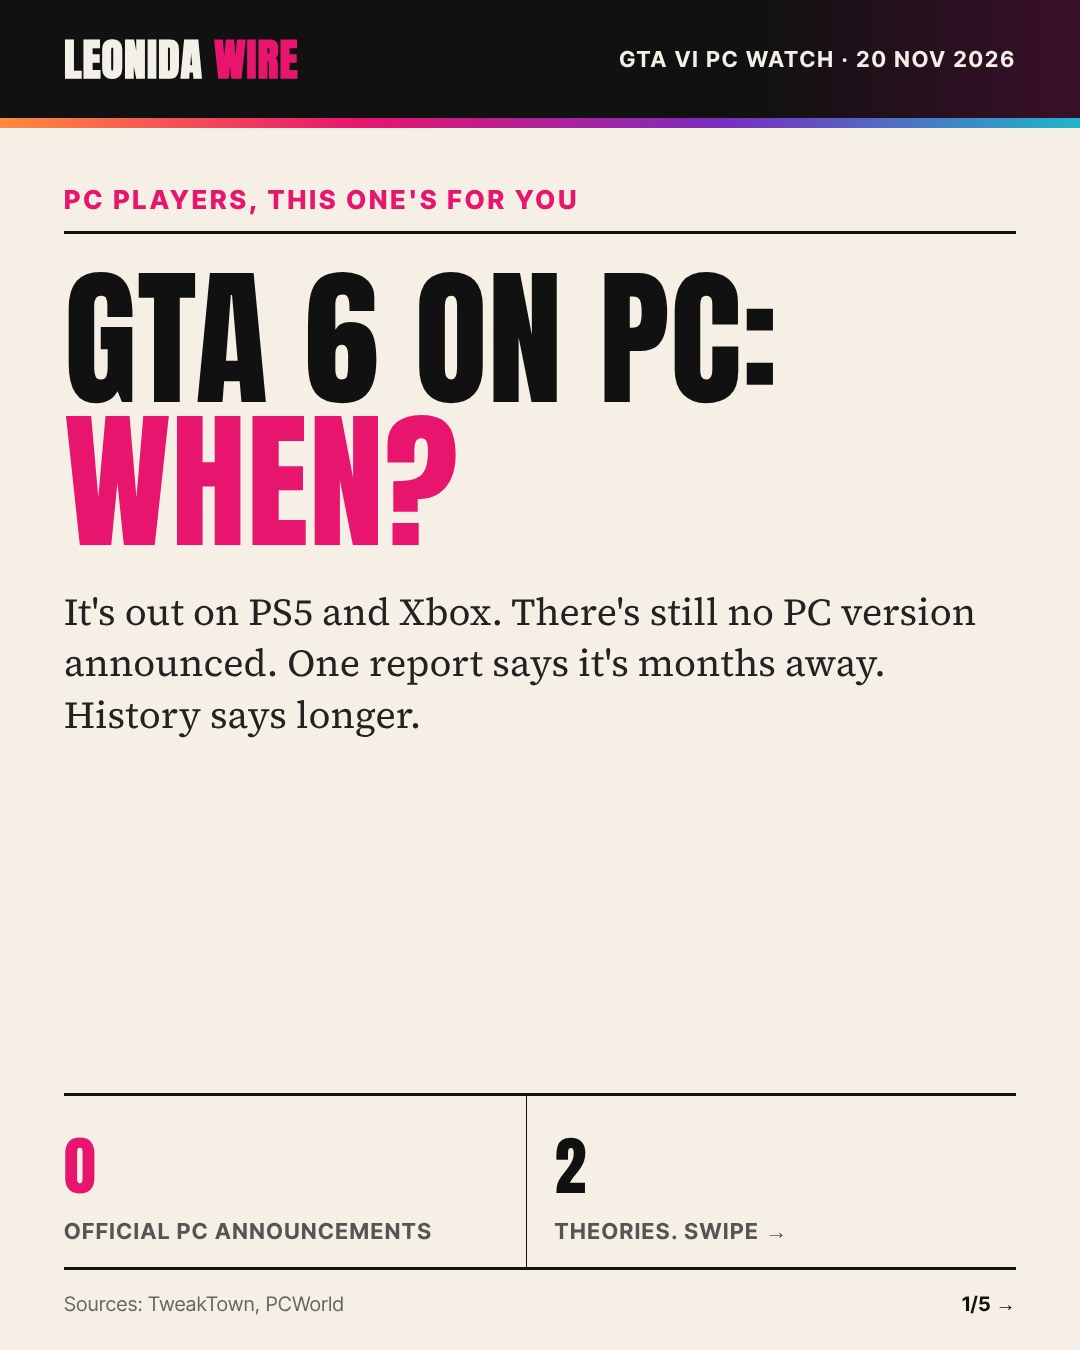 LEONIDA WIRE
GTA VI PC WATCH · 20 NOV 2026
PC PLAYERS, THIS ONE'S FOR YOU
GTA 6 ON PC:
WHEN?
It's out on PS5 and Xbox. There's still no PC version
announced. One report says it's months away.
History says longer.
0
OFFICIAL PC ANNOUNCEMENTS
2
THEORIES. SWIPE →
Sources: TweakTown, PCWorld
1/5 →